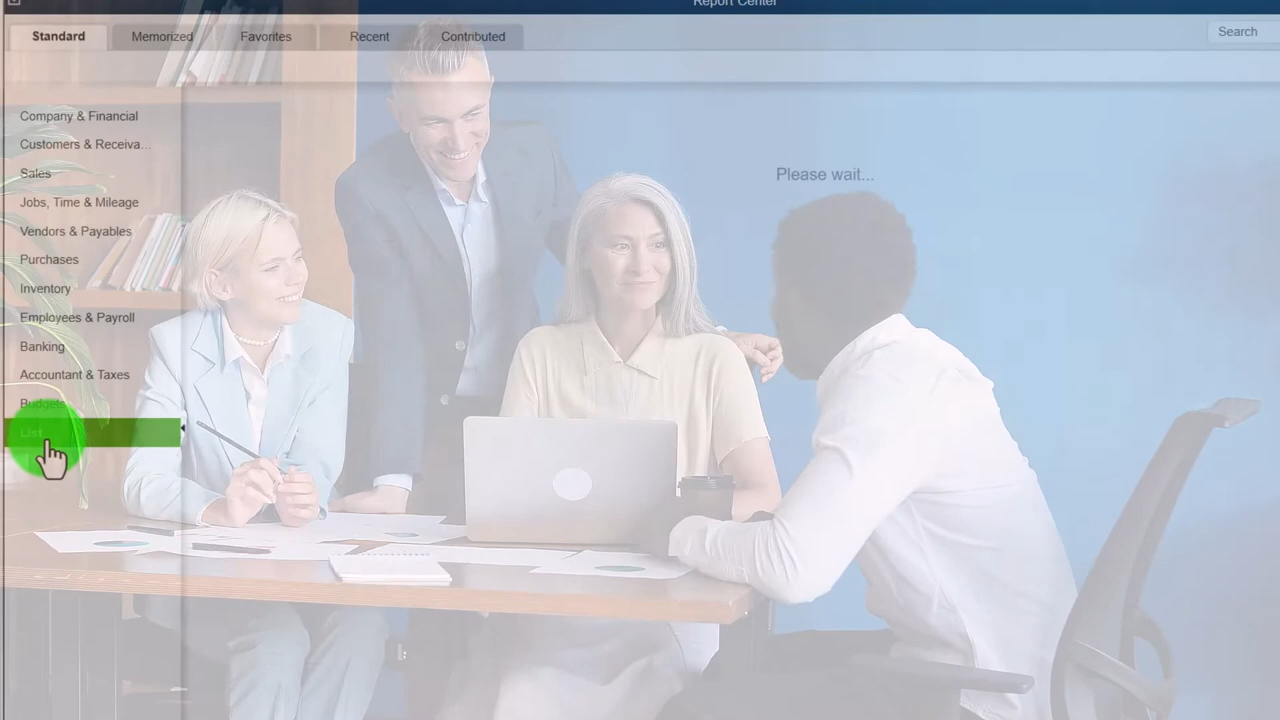 Report Center
Standard
Memorized
Favorites
Recent
Contributed
Search
Company & Financial
Customers & Receiva...
Sales
Jobs, Time & Mileage
Vendors & Payables
Purchases
Inventory
Employees & Payroll
Banking
Accountant & Taxes
Budgets
List
Please wait...